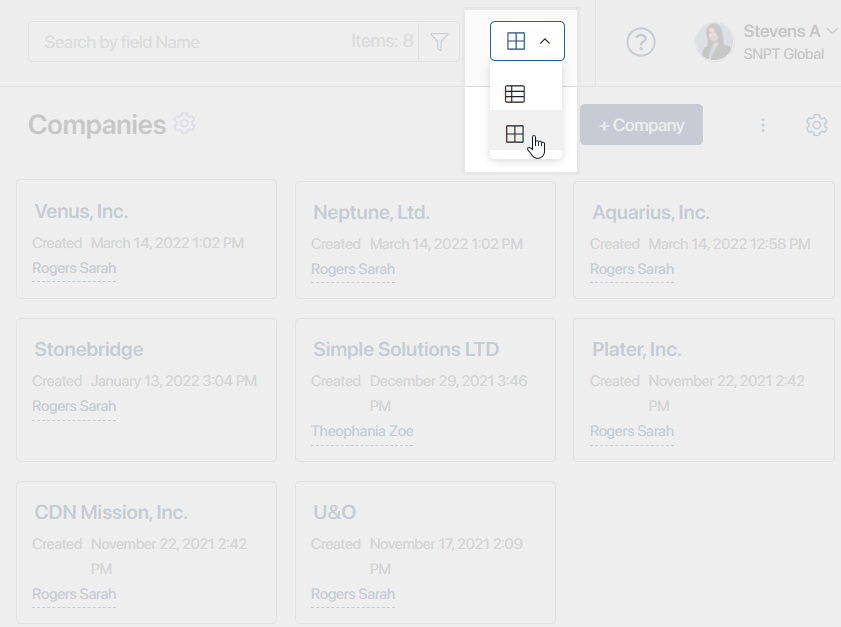 Search by field Name
Items: 8
?
Stevens A
SNPT Global
Companies
+ Company
Venus, Inc.
Created March 14, 2022 1:02 PM
Rogers Sarah
Neptune, Ltd.
Created March 14, 2022 1:02 PM
Rogers Sarah
Aquarius, Inc.
Created March 14, 2022 12:58 PM
Rogers Sarah
Stonebridge
Created January 13, 2022 3:04 PM
Rogers Sarah
Simple Solutions LTD
Created December 29, 2021 3:46
PM
Theophania Zoe
Plater, Inc.
Created November 22, 2021 2:42
PM
Rogers Sarah
CDN Mission, Inc.
Created November 22, 2021 2:42
PM
Rogers Sarah
U&O
Created November 17, 2021 2:09
PM
Rogers Sarah